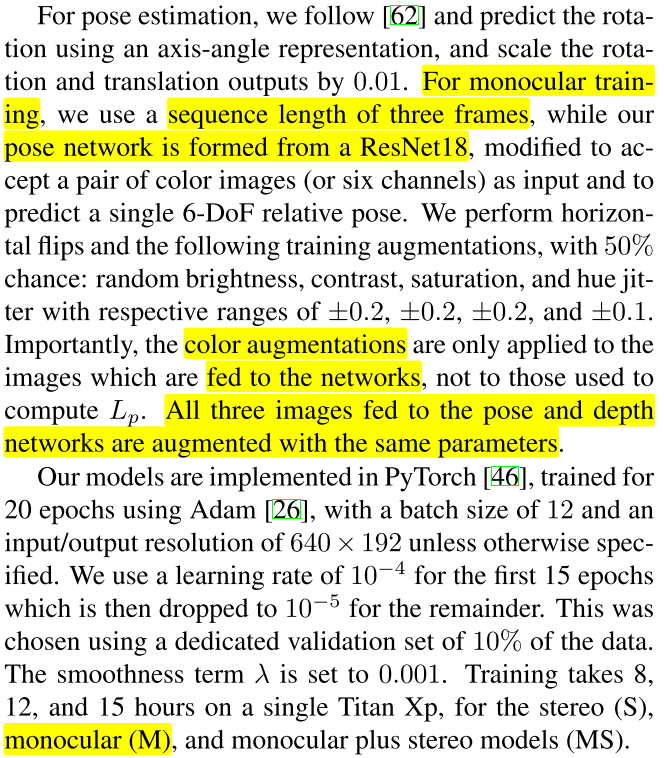 For pose estimation, we follow [62] and predict the rota-
tion using an axis-angle representation, and scale the rota-
tion and translation outputs by 0.01. For monocular train-
ing, we use a sequence length of three frames, while our
pose network is formed from a ResNet18, modified to ac-
cept a pair of color images (or six channels) as input and to
predict a single 6-DoF relative pose. We perform horizon-
tal flips and the following training augmentations, with 50%
chance: random brightness, contrast, saturation, and hue jit-
ter with respective ranges of ±0.2, ±0.2, ±0.2, and ±0.1.
Importantly, the color augmentations are only applied to the
images which are fed to the networks, not to those used to
compute Lₚ. All three images fed to the pose and depth
networks are augmented with the same parameters.
Our models are implemented in PyTorch [46], trained for
20 epochs using Adam [26], with a batch size of 12 and an
input/output resolution of 640 × 192 unless otherwise spec-
ified. We use a learning rate of 10⁻⁴ for the first 15 epochs
which is then dropped to 10⁻⁵ for the remainder. This was
chosen using a dedicated validation set of 10% of the data.
The smoothness term λ is set to 0.001. Training takes 8,
12, and 15 hours on a single Titan Xp, for the stereo (S),
monocular (M), and monocular plus stereo models (MS).